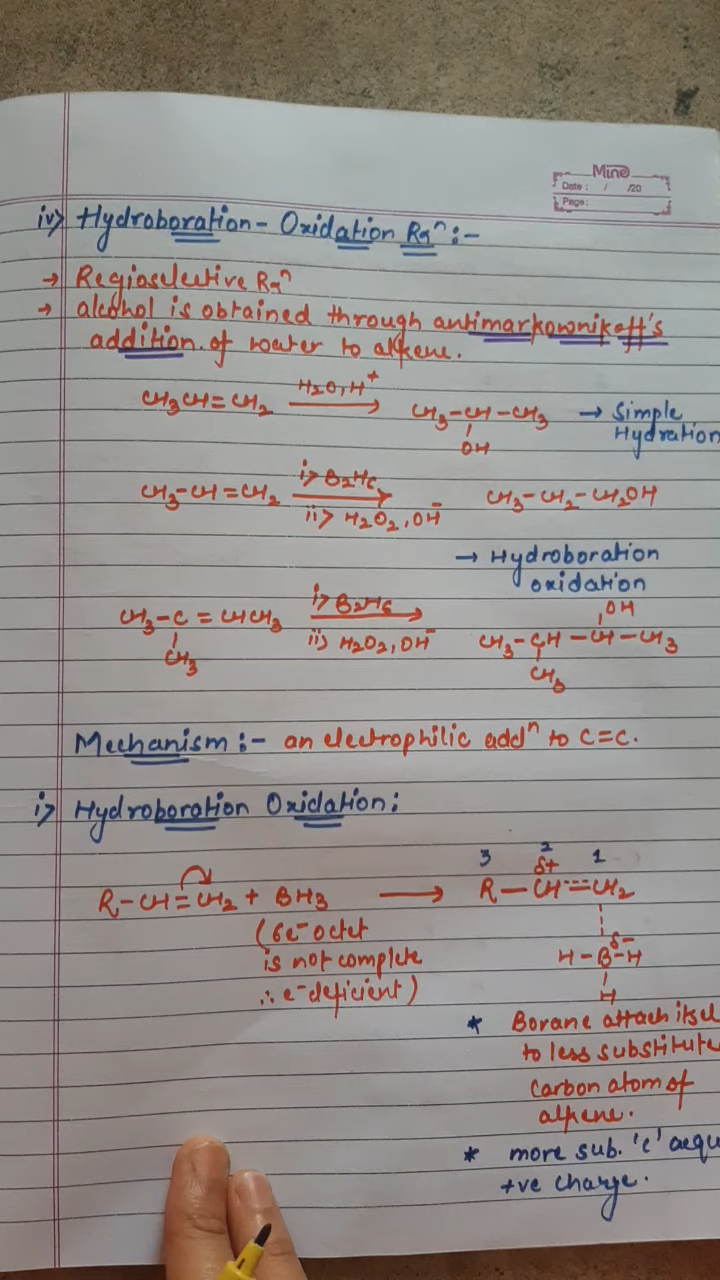 Mino
Date : / /20
Page:
iv> Hydroboration - Oxidation Rxⁿ :-
→ Regioselective Rxⁿ
→ alcohol is obtained through antimarkownikoff's
addition of water to alkene.
CH3CH=CH2 H2O,H⁺ → CH3-CH-CH3 → Simple
OH Hydration
CH3-CH=CH2 i> B2H6 ii> H2O2,OH⁻ → CH3-CH2-CH2OH
→ Hydroboration
oxidation
CH3-C=CHCH3 i> B2H6 ii> H2O2,OH⁻ → CH3-CH-CH-CH3
CH3 CH3 OH
Mechanism :- an electrophilic addⁿ to C=C.
i> Hydroboration Oxidation:
3 2 1
δ+
R-CH=CH2 + BH3 → R-CH=CH2
(6e⁻ octet
is not complete
∴ e⁻ deficient)
δ-
H-B-H
H
* Borane attach itsel
to less substitute
carbon atom of
alkene.
* more sub. 'c' acqu
+ve charge.